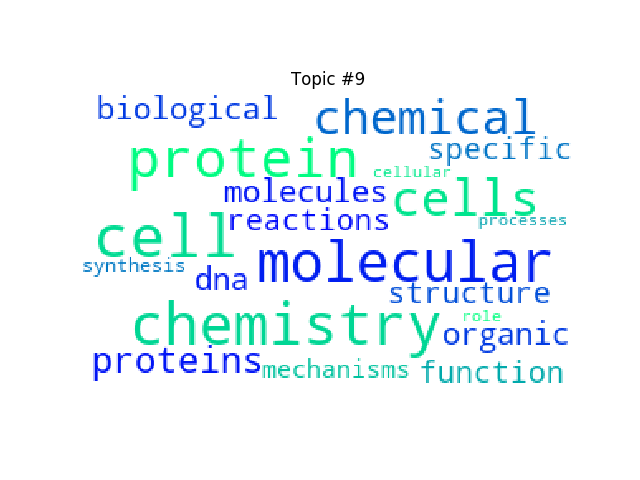 Topic #9
biological
chemical
protein
specific
cellular
molecules
cells
reactions
processes
cell
molecular
synthesis
dna
structure
chemistry
role
organic
proteins
mechanisms
function